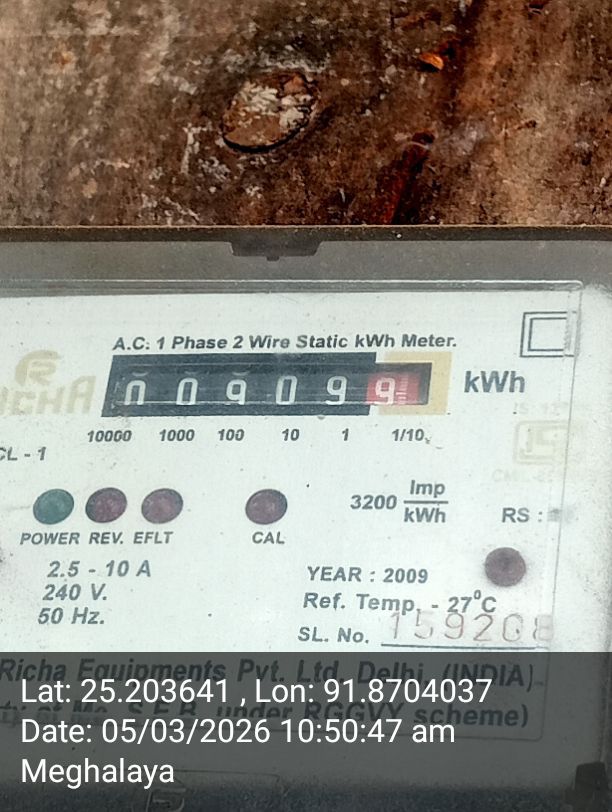 A.C. 1 Phase 2 Wire Static kWh Meter.
RICHA
0 0 9 0 9 9 kWh
10000 1000 100 10 1 1/10
CL - 1
3200 Imp/kWh
RS :
POWER REV. EFLT CAL
2.5 - 10 A
240 V.
50 Hz.
YEAR : 2009
Ref. Temp. - 27°C
SL. No. 159208
Richa Equipments Pvt. Ltd. Delhi, (INDIA)
under RGGVY scheme)
Lat: 25.203641 , Lon: 91.8704037
Date: 05/03/2026 10:50:47 am
Meghalaya